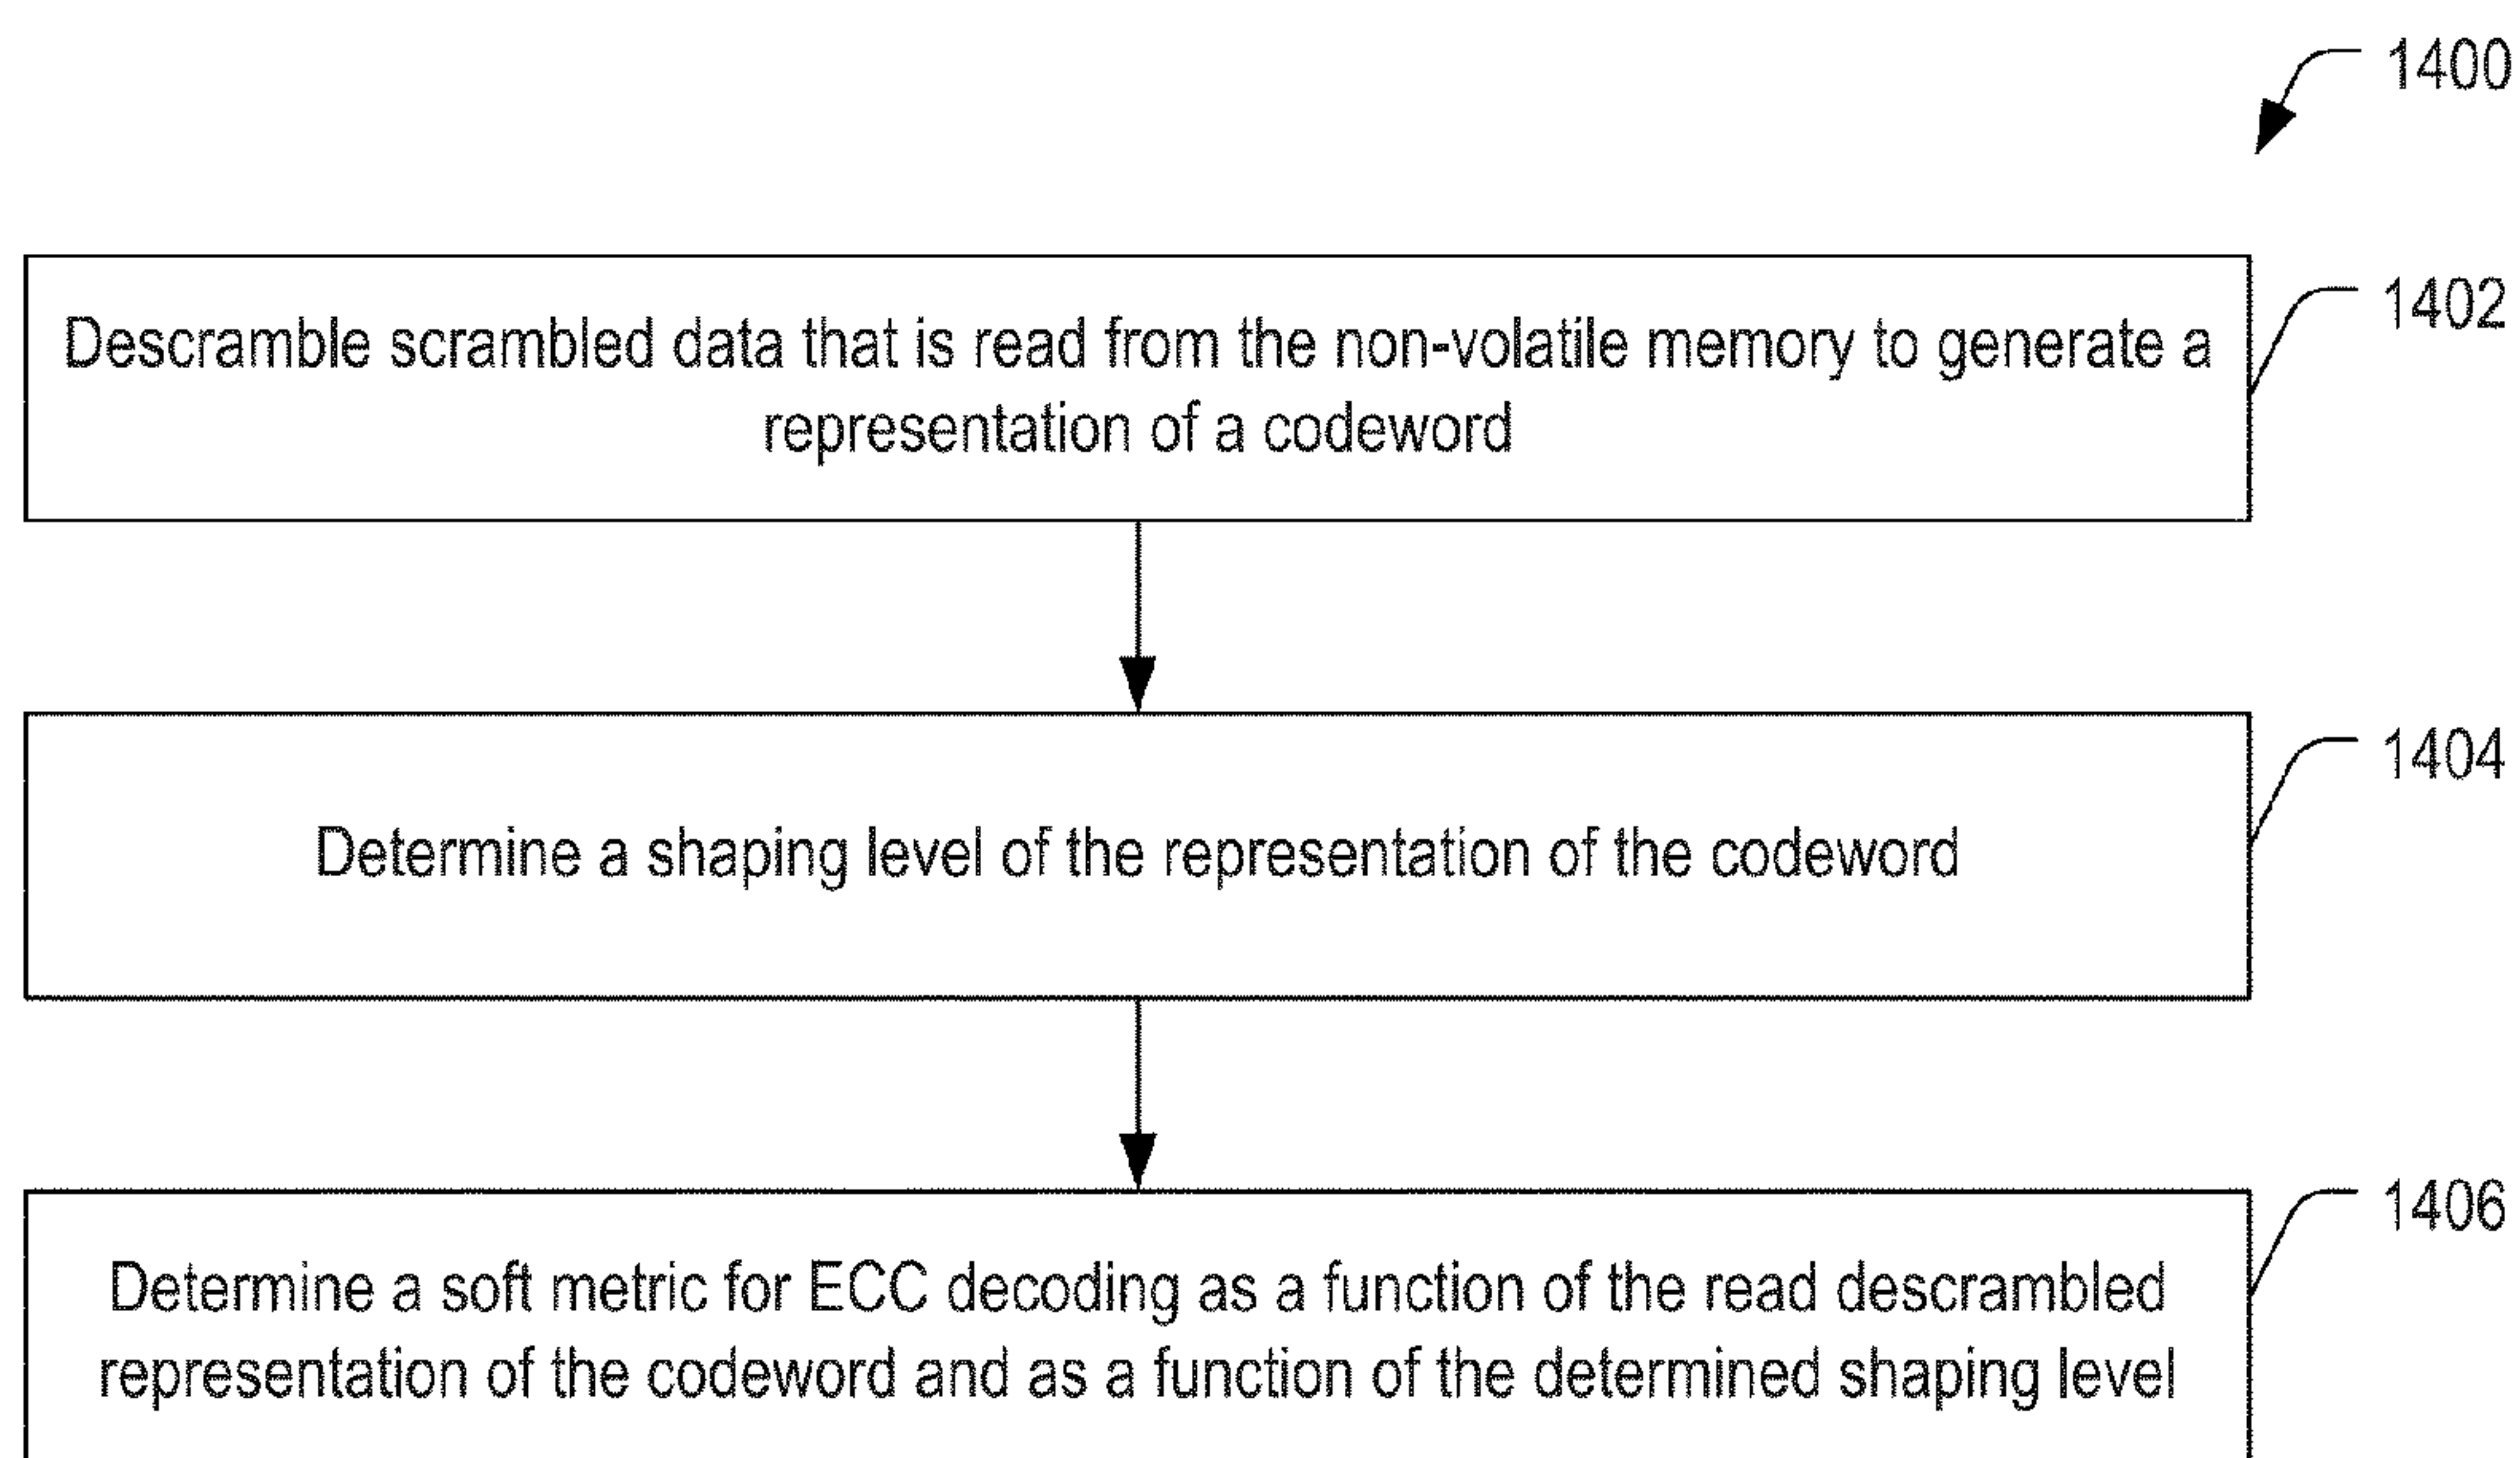 1400
1402
Descramble scrambled data that is read from the non-volatile memory to generate a
representation of a codeword
1404
Determine a shaping level of the representation of the codeword
1406
Determine a soft metric for ECC decoding as a function of the read descrambled
representation of the codeword and as a function of the determined shaping level